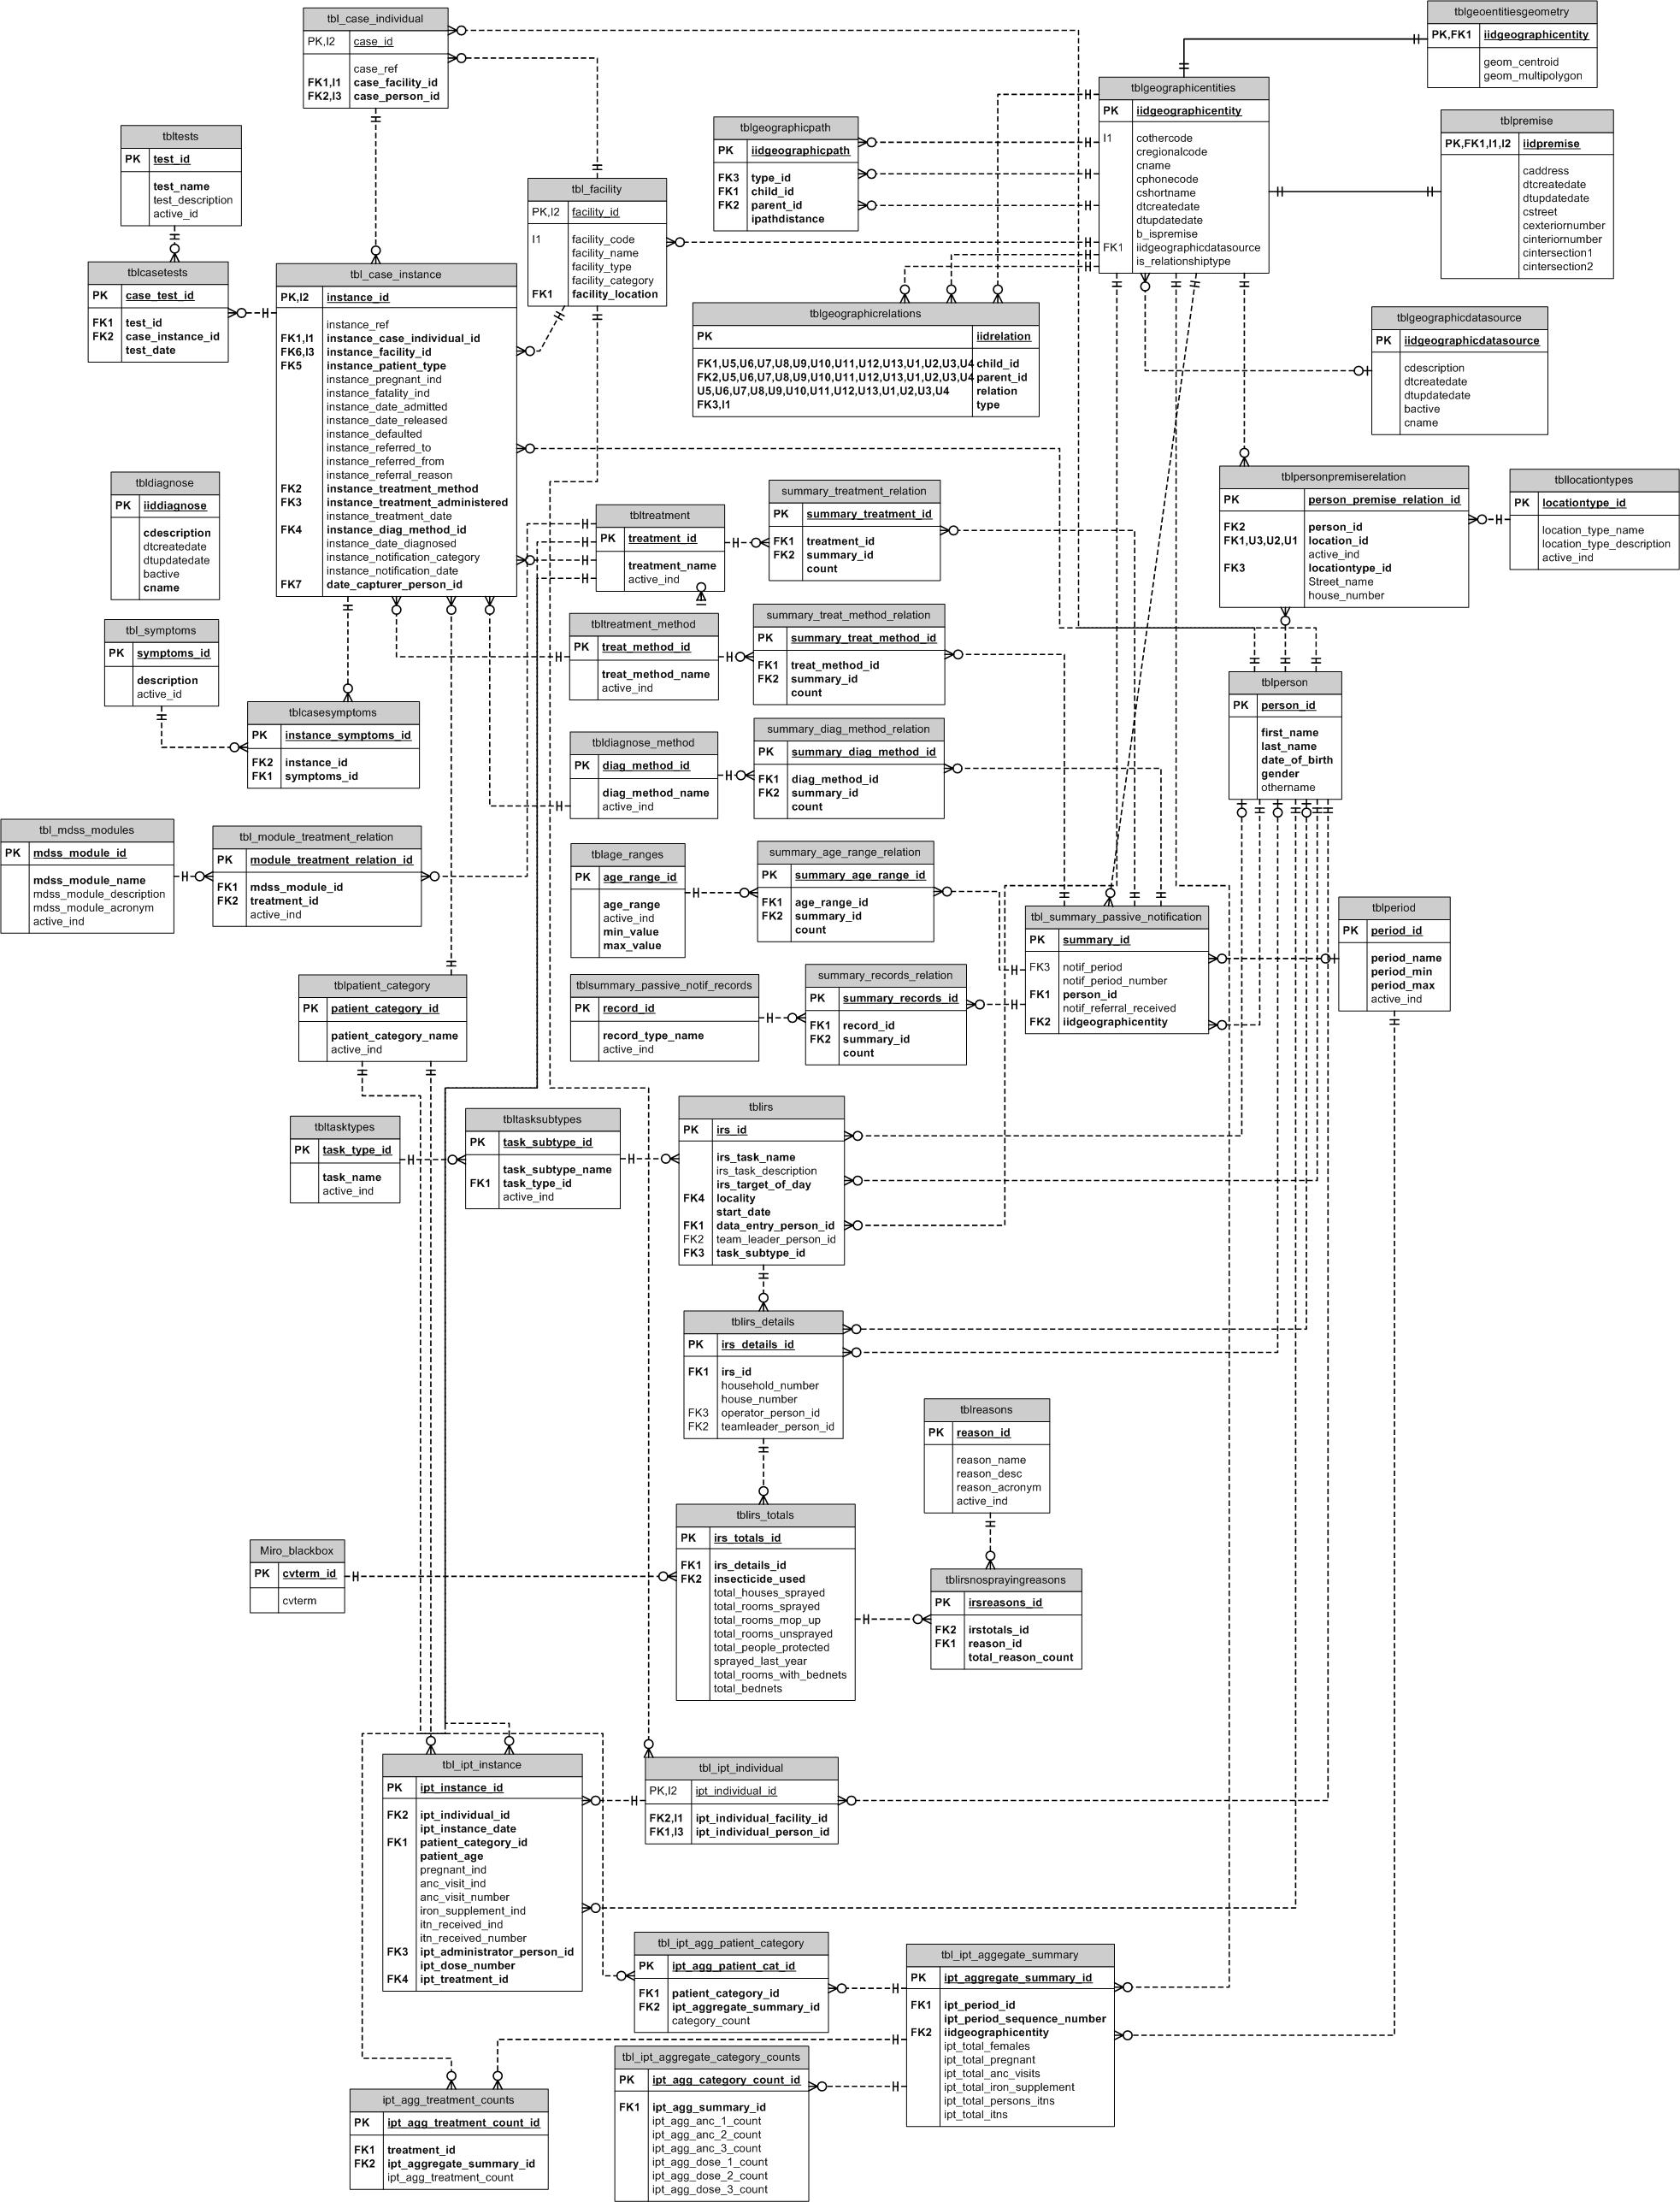 tbl_case_individual
PK,I2 case_id
case_ref
FK1,I1 case_facility_id
FK2,I3 case_person_id
tblgeoentitiesgeometry
PK,FK1 iidgeographicentity
geom_centroid
geom_multipolygon
tblgeographicentities
PK iidgeographicentity
I1 cothercode
cregionalcode
cname
cphonecode
cshortname
dtcreatedate
dtupdatedate
b_ispremise
FK1 iidgeographicdatasource
is_relationshiptype
tblpremise
PK,FK1,I1,I2 iidpremise
caddress
dtcreatedate
dtupdatedate
cstreet
cexteriornumber
cinteriornumber
cintersection1
cintersection2
tblgeographicpath
PK iidgeographicpath
FK3 type_id
FK1 child_id
FK2 parent_id
ipathdistance
tbltests
PK test_id
test_name
test_description
active_id
tbl_facility
PK,I2 facility_id
I1 facility_code
facility_name
facility_type
facility_category
FK1 facility_location
tblcasetests
PK case_test_id
FK1 test_id
FK2 case_instance_id
test_date
tbl_case_instance
PK,I2 instance_id
instance_ref
FK1,I1 instance_case_individual_id
FK6,I3 instance_facility_id
FK5 instance_patient_type
instance_pregnant_ind
instance_fatality_ind
instance_date_admitted
instance_date_released
instance_defaulted
instance_referred_to
instance_referred_from
instance_referral_reason
FK2 instance_treatment_method
FK3 instance_treatment_administered
instance_treatment_date
FK4 instance_diag_method_id
instance_date_diagnosed
instance_notification_category
instance_notification_date
FK7 date_capturer_person_id
tblgeographicrelations
PK iidrelation
FK1,U5,U6,U7,U8,U9,U10,U11,U12,U13,U1,U2,U3,U4 child_id
FK2,U5,U6,U7,U8,U9,U10,U11,U12,U13,U1,U2,U3,U4 parent_id
U5,U6,U7,U8,U9,U10,U11,U12,U13,U1,U2,U3,U4 relation
FK3,I1 type
tblgeographicdatasource
PK iidgeographicdatasource
cdescription
dtcreatedate
dtupdatedate
bactive
cname
tbldiagnose
PK iiddiagnose
cdescription
dtcreatedate
dtupdatedate
bactive
cname
tbltreatment
PK treatment_id
treatment_name
active_ind
summary_treatment_relation
PK summary_treatment_id
FK1 treatment_id
FK2 summary_id
count
tblpersonpremiserelation
PK person_premise_relation_id
FK2 person_id
FK1,U3,U2,U1 location_id
active_ind
FK3 locationtype_id
Street_name
house_number
tbllocationtypes
PK locationtype_id
location_type_name
location_type_description
active_ind
tbl_symptoms
PK symptoms_id
description
active_id
tbltreatment_method
PK treat_method_id
treat_method_name
active_ind
summary_treat_method_relation
PK summary_treat_method_id
FK1 treat_method_id
FK2 summary_id
count
tblperson
PK person_id
first_name
last_name
date_of_birth
gender
othername
tblcasesymptoms
PK instance_symptoms_id
FK2 instance_id
FK1 symptoms_id
tbldiagnose_method
PK diag_method_id
diag_method_name
active_ind
summary_diag_method_relation
PK summary_diag_method_id
FK1 diag_method_id
FK2 summary_id
count
tbl_mdss_modules
PK mdss_module_id
mdss_module_name
mdss_module_description
mdss_module_acronym
active_ind
tbl_module_treatment_relation
PK module_treatment_relation_id
FK1 mdss_module_id
FK2 treatment_id
active_ind
tblage_ranges
PK age_range_id
age_range
active_ind
min_value
max_value
summary_age_range_relation
PK summary_age_range_id
FK1 age_range_id
FK2 summary_id
count
tbl_summary_passive_notification
PK summary_id
FK3 notif_period
notif_period_number
FK1 person_id
notif_referral_received
FK2 iidgeographicentity
tblperiod
PK period_id
period_name
period_min
period_max
active_ind
tblpatient_category
PK patient_category_id
patient_category_name
active_ind
tblsummary_passive_notif_records
PK record_id
record_type_name
active_ind
summary_records_relation
PK summary_records_id
FK1 record_id
FK2 summary_id
count
tbltasktypes
PK task_type_id
task_name
active_ind
tbltasksubtypes
PK task_subtype_id
task_subtype_name
FK1 task_type_id
active_ind
tblirs
PK irs_id
irs_task_name
irs_task_description
irs_target_of_day
FK4 locality
start_date
FK1 data_entry_person_id
FK2 team_leader_person_id
FK3 task_subtype_id
tblirs_details
PK irs_details_id
FK1 irs_id
household_number
house_number
FK3 operator_person_id
FK2 teamleader_person_id
tblreasons
PK reason_id
reason_name
reason_desc
reason_acronym
active_ind
tblirs_totals
PK irs_totals_id
FK1 irs_details_id
FK2 insecticide_used
total_houses_sprayed
total_rooms_sprayed
total_rooms_mop_up
total_rooms_unsprayed
total_people_protected
sprayed_last_year
total_rooms_with_bednets
total_bednets
Miro_blackbox
PK cvterm_id
cvterm
tblirsnosprayingreasons
PK irsreasons_id
FK2 irstotals_id
FK1 reason_id
total_reason_count
tbl_ipt_instance
PK ipt_instance_id
FK2 ipt_individual_id
ipt_instance_date
FK1 patient_category_id
patient_age
pregnant_ind
anc_visit_ind
anc_visit_number
iron_supplement_ind
itn_received_ind
itn_received_number
FK3 ipt_administrator_person_id
ipt_dose_number
FK4 ipt_treatment_id
tbl_ipt_individual
PK,I2 ipt_individual_id
FK2,I1 ipt_individual_facility_id
FK1,I3 ipt_individual_person_id
tbl_ipt_agg_patient_category
PK ipt_agg_patient_cat_id
FK1 patient_category_id
FK2 ipt_aggregate_summary_id
category_count
tbl_ipt_aggegate_summary
PK ipt_aggregate_summary_id
FK1 ipt_period_id
ipt_period_sequence_number
FK2 iidgeographicentity
ipt_total_females
ipt_total_pregnant
ipt_total_anc_visits
ipt_total_iron_supplement
ipt_total_persons_itns
ipt_total_itns
tbl_ipt_aggregate_category_counts
PK ipt_agg_category_count_id
FK1 ipt_agg_summary_id
ipt_agg_anc_1_count
ipt_agg_anc_2_count
ipt_agg_anc_3_count
ipt_agg_dose_1_count
ipt_agg_dose_2_count
ipt_agg_dose_3_count
ipt_agg_treatment_counts
PK ipt_agg_treatment_count_id
FK1 treatment_id
FK2 ipt_aggregate_summary_id
ipt_agg_treatment_count